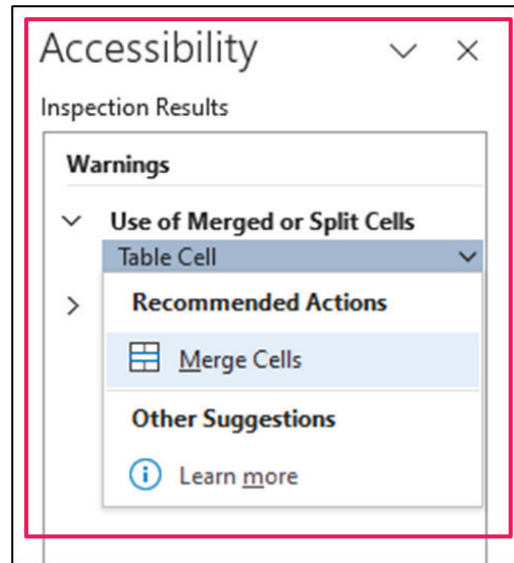 Accessibility
Inspection Results
Warnings
Use of Merged or Split Cells
Table Cell
Recommended Actions
Merge Cells
Other Suggestions
Learn more